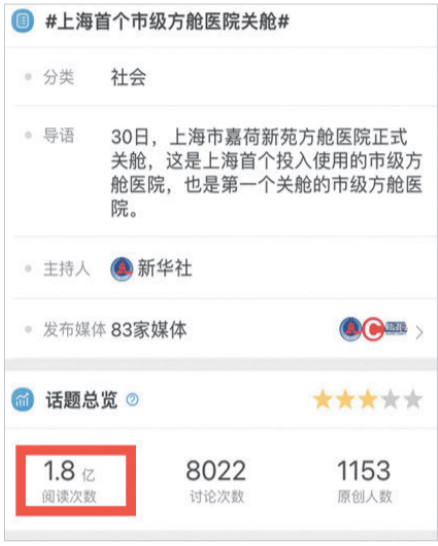 #上海首个市级方舱医院关舱#
分类 社会
导语 30日，上海市嘉荷新苑方舱医院正式
关舱，这是上海首个投入使用的市级方
舱医院，也是第一个关舱的市级方舱医
院。
主持人 新华社
发布媒体 83家媒体
话题总览
1.8 亿 8022 1153
阅读次数 讨论次数 原创人数